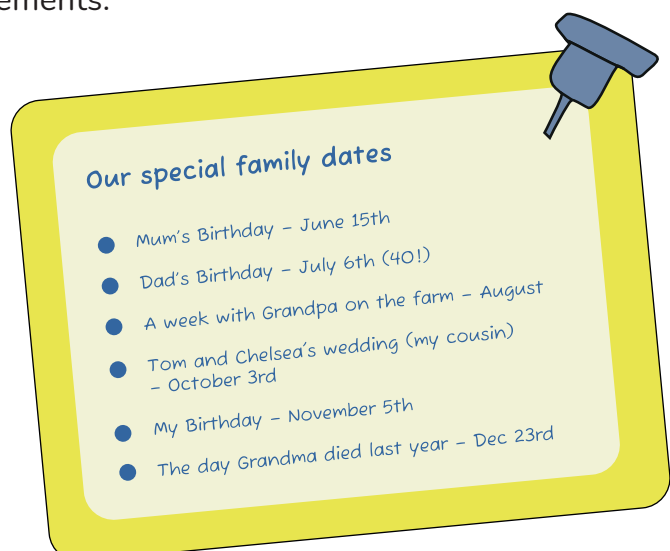 ements.
Our special family dates
Mum's Birthday – June 15th
Dad's Birthday – July 6th (40!)
A week with Grandpa on the farm – August
Tom and Chelsea's wedding (my cousin)
– October 3rd
My Birthday – November 5th
The day Grandma died last year – Dec 23rd